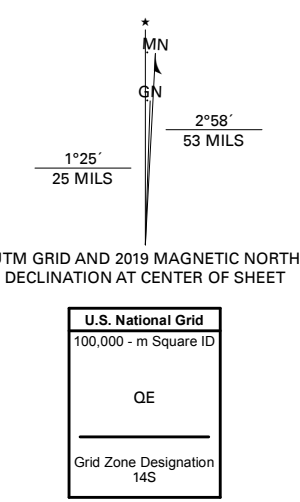 ★
MN
GN
2°58´
53 MILS
1°25´
25 MILS
UTM GRID AND 2019 MAGNETIC NORTH
DECLINATION AT CENTER OF SHEET
U.S. National Grid
100,000 - m Square ID
QE
Grid Zone Designation
14S